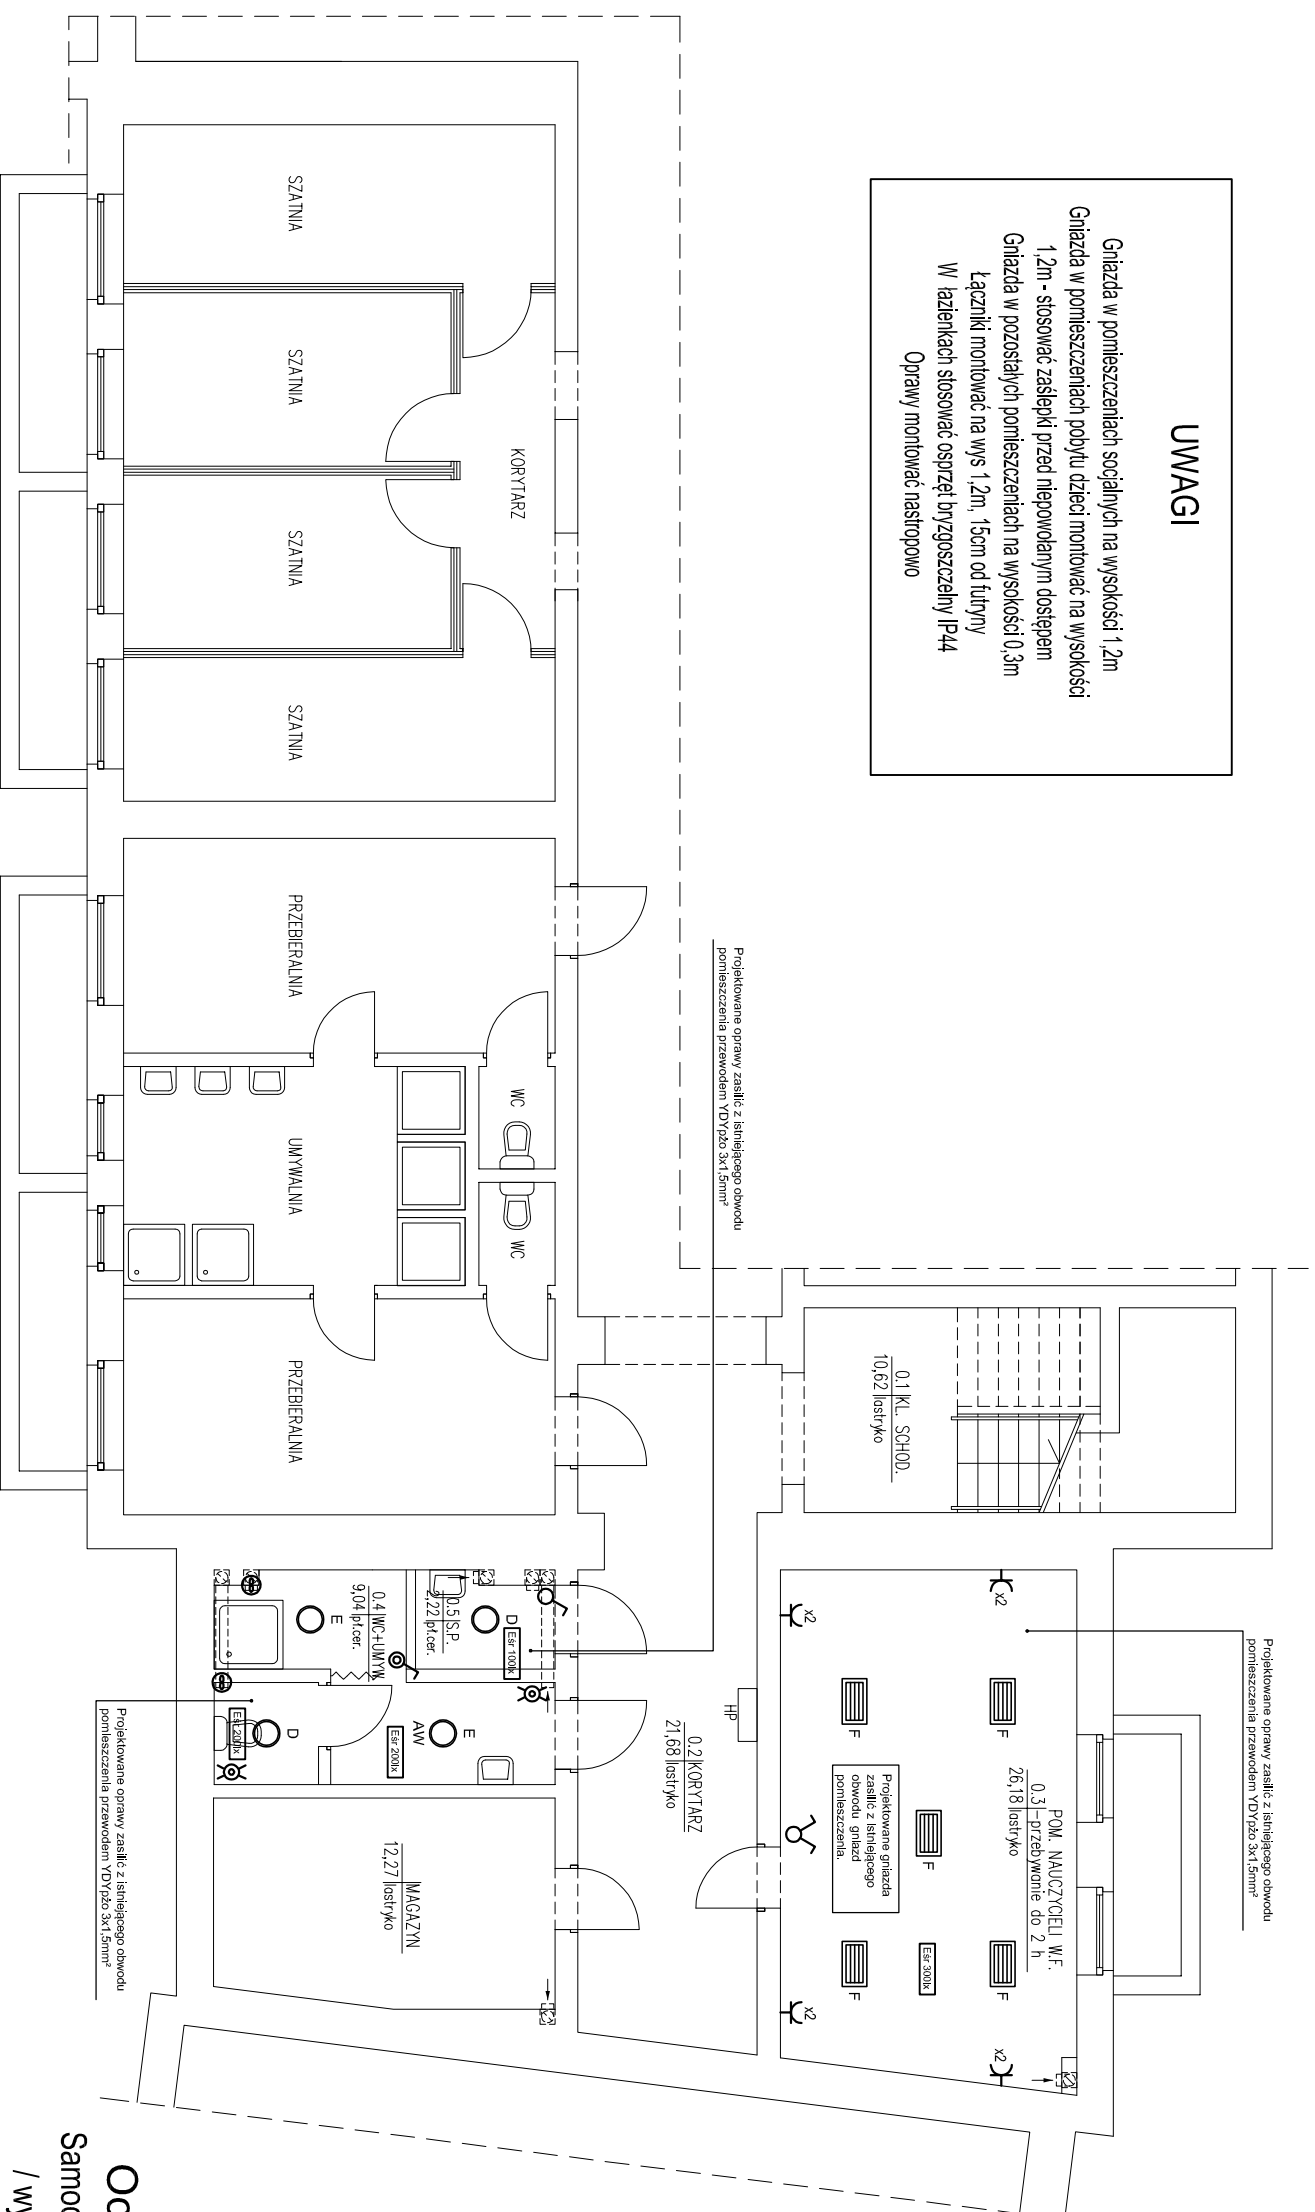 UWAGI
Gniazda w pomieszczeniach socjalnych na wysokości 1,2m
Gniazda w pomieszczeniach pobytu dzieci montować na wysokości
1,2m - stosować zaślepki przed niepowołanym dostępem
Gniazda w pozostałych pomieszczeniach na wysokości 0,3m
Łączniki montować na wys 1,2m, 15cm od futryny
W łazienkach stosować osprzęt bryzgoszczelny IP44
Oprawy montować nastropowo
Projektowane oprawy zasilić z istniejącego obwodu
pomieszczenia przewodem YDYpżo 3x1,5mm²
0.1 KL. SCHOD.
10,62 lastryko
Projektowane oprawy zasilić z istniejącego obwodu
pomieszczenia przewodem YDYpżo 3x1,5mm²
x2
x2
F
F
POM. NAUCZYCIELI W.F.
0.3 -przebywanie do 2 h
26,18 lastryko
Projektowane gniazda
zasilić z istniejącego
obwodu gniazd
pomieszczenia.
F
Eśr 300lx
F
F
x2
x2
HP
0.2 KORYTARZ
21,68 lastryko
SZATNIA
SZATNIA
KORYTARZ
SZATNIA
SZATNIA
PRZEBIERALNIA
WC
UMYWALNIA
WC
PRZEBIERALNIA
D
Eśr 100lx
0.5 S.P.
2,22 pł.cer.
E
0.4 WC+UMYW
9,04 pł.cer.
E
AW
Eśr 200lx
D
Eśr 200lx
MAGAZYN
12,27 lastryko
Projektowane oprawy zasilić z istniejącego obwodu
pomieszczenia przewodem YDYpżo 3x1,5mm²